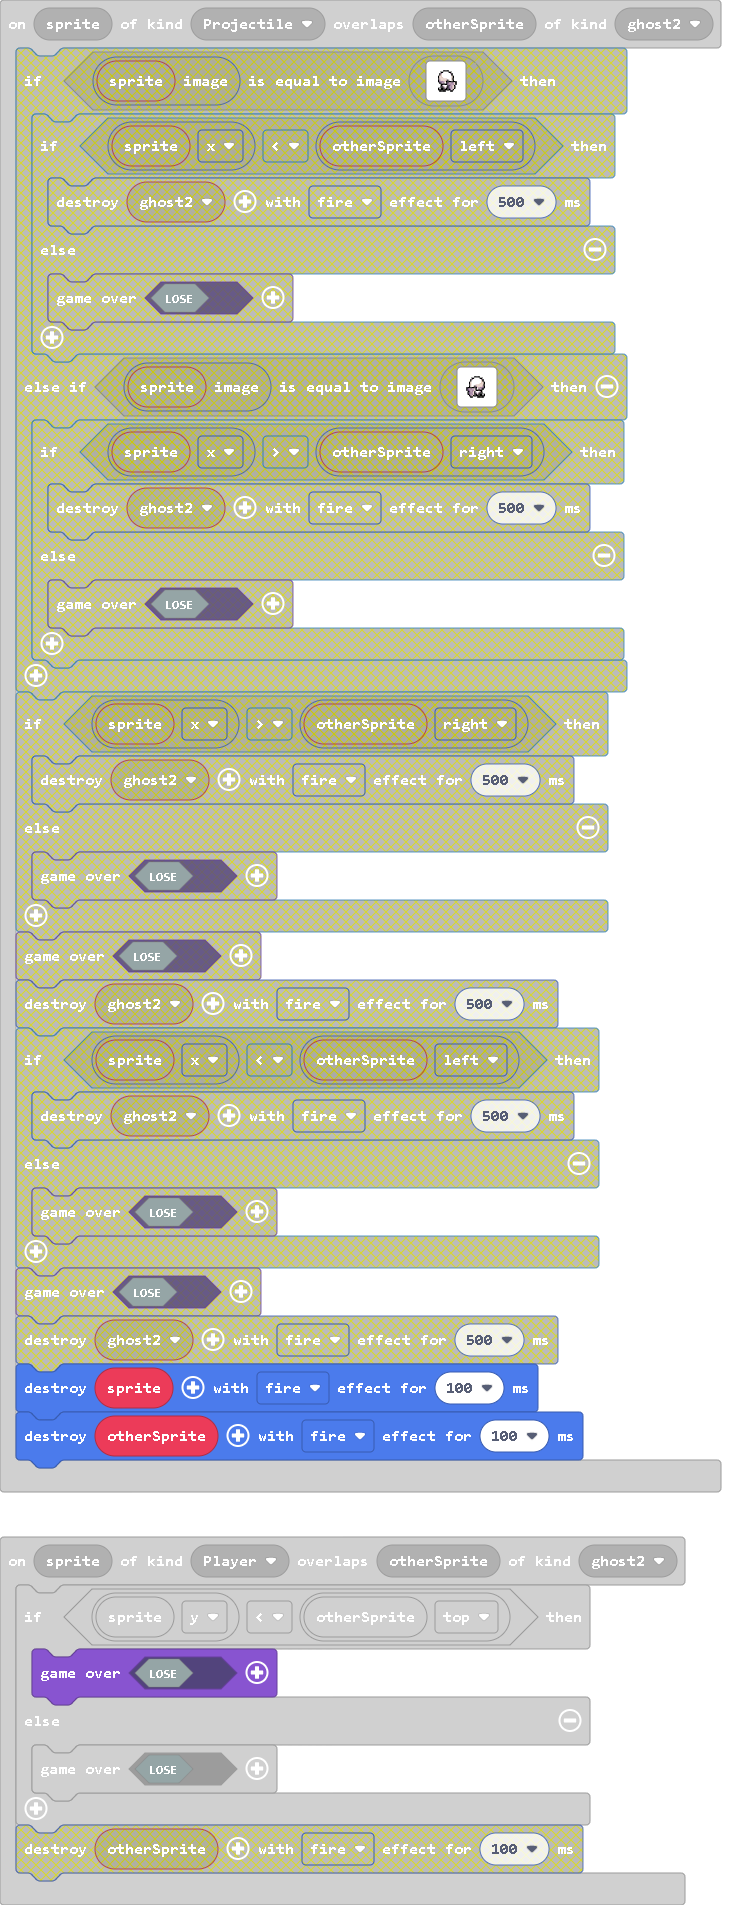 on sprite of kind Projectile overlaps otherSprite of kind ghost2
if sprite image is equal to image then
if sprite x < otherSprite left then
destroy ghost2 with fire effect for 500 ms
else
game over LOSE
else if sprite image is equal to image then
if sprite x > otherSprite right then
destroy ghost2 with fire effect for 500 ms
else
game over LOSE
if sprite x > otherSprite right then
destroy ghost2 with fire effect for 500 ms
else
game over LOSE
game over LOSE
destroy ghost2 with fire effect for 500 ms
if sprite x < otherSprite left then
destroy ghost2 with fire effect for 500 ms
else
game over LOSE
game over LOSE
destroy ghost2 with fire effect for 500 ms
destroy sprite with fire effect for 100 ms
destroy otherSprite with fire effect for 100 ms
on sprite of kind Player overlaps otherSprite of kind ghost2
if sprite y < otherSprite top then
game over LOSE
else
game over LOSE
destroy otherSprite with fire effect for 100 ms